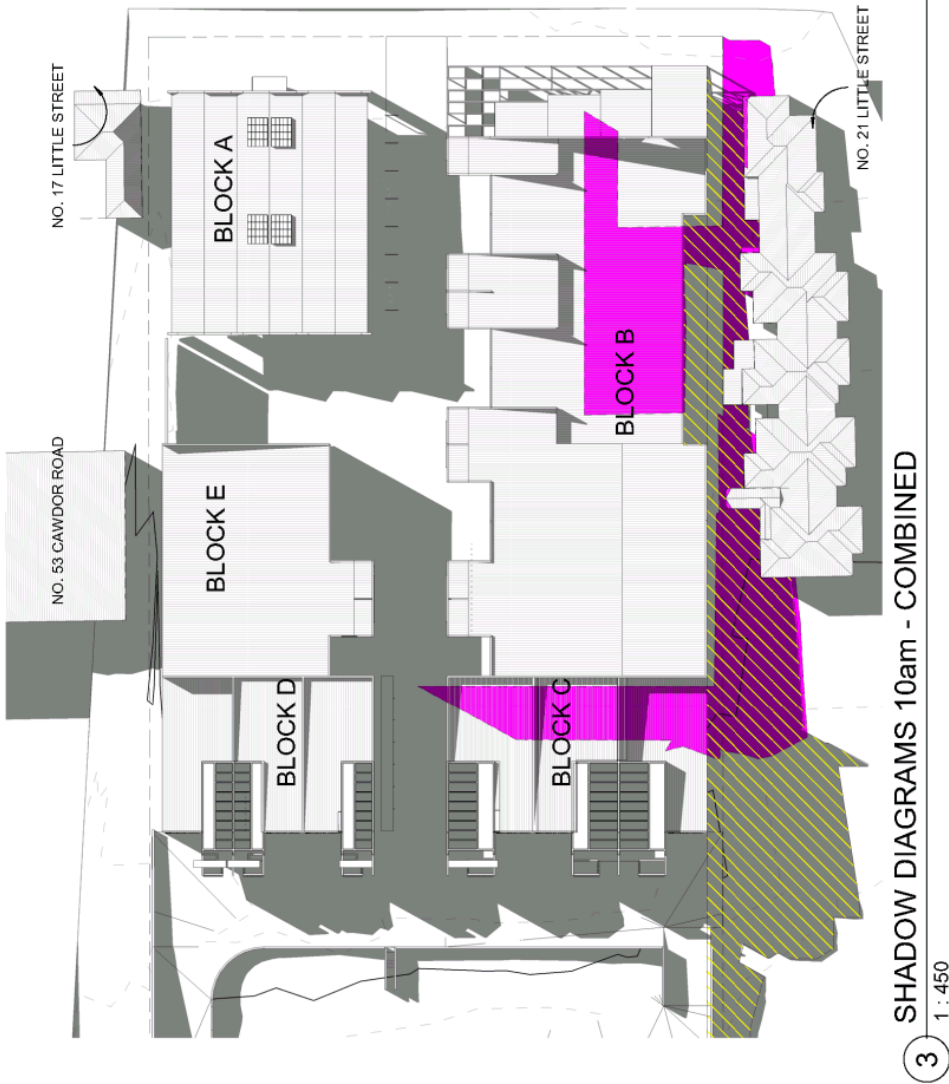 NO. 17 LITTLE STREET
NO. 53 CAWDOR ROAD
BLOCK A
BLOCK E
BLOCK D
BLOCK B
BLOCK C
NO. 21 LITTLE STREET
3
SHADOW DIAGRAMS 10am - COMBINED
1 : 450